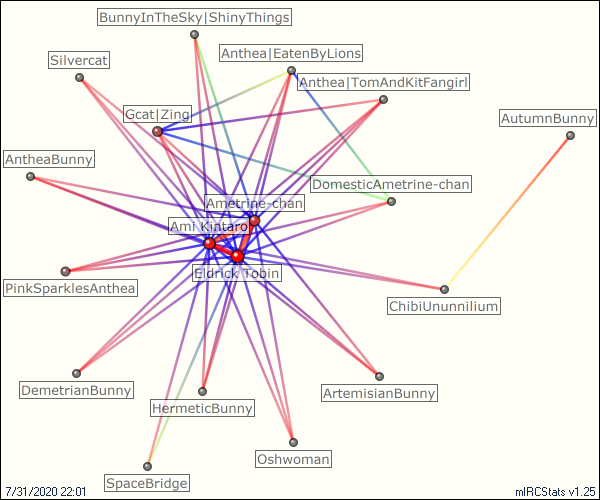 BunnyInTheSky|ShinyThings
Anthea|EatenByLions
Silvercat
Anthea|TomAndKitFangirl
Gcat|Zing
AutumnBunny
AntheaBunny
DomesticAmetrine-chan
Ametrine-chan
Ami Kintaro
Eldrick Tobin
PinkSparklesAnthea
ChibiUnunnilium
DemetrianBunny
ArtemisianBunny
HermeticBunny
Oshwoman
SpaceBridge
7/31/2020 22:01
mIRCStats v1.25